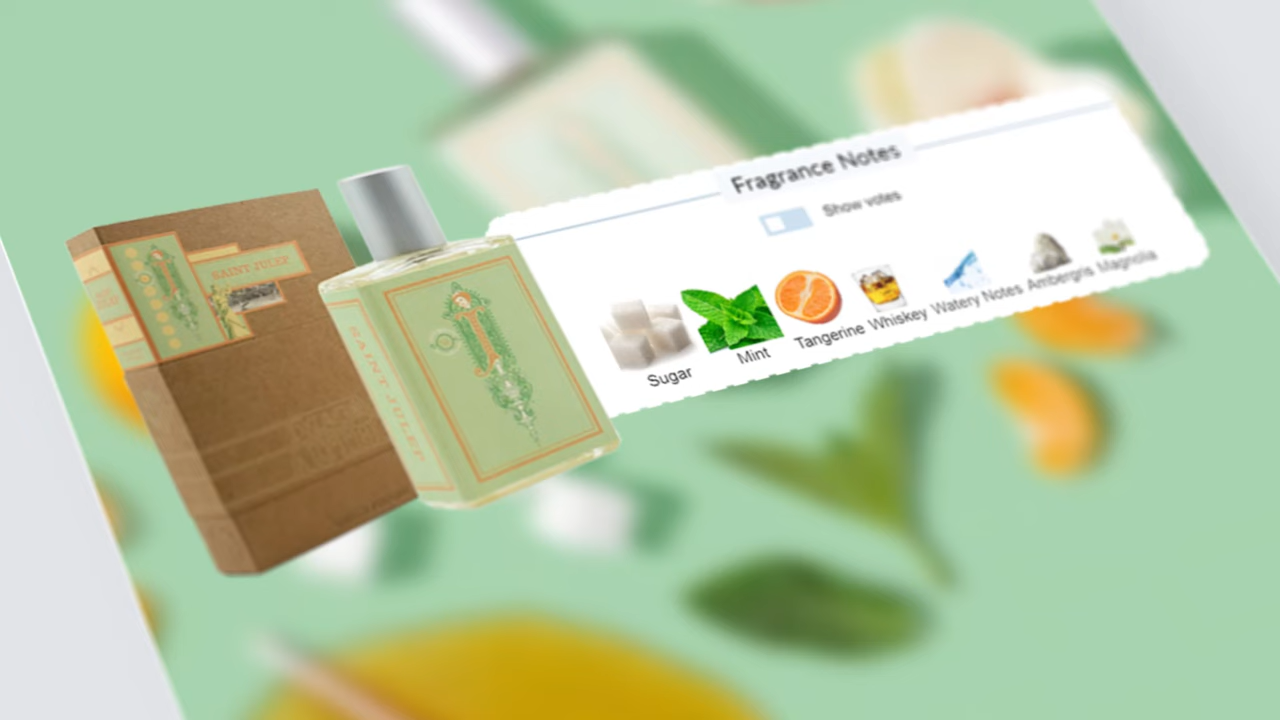 Fragrance Notes
Show votes
Sugar
Mint
Tangerine
Whiskey
Watery Notes
Ambergris
Magnolia
SAINT JULEP
SAINT JULEP